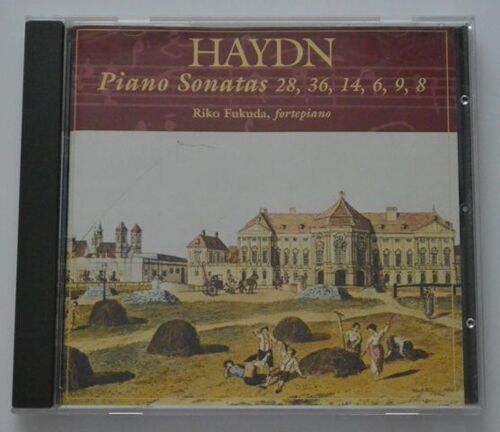 HAYDN
Piano Sonatas 28, 36, 14, 6, 9, 8
Riko Fukuda, fortepiano